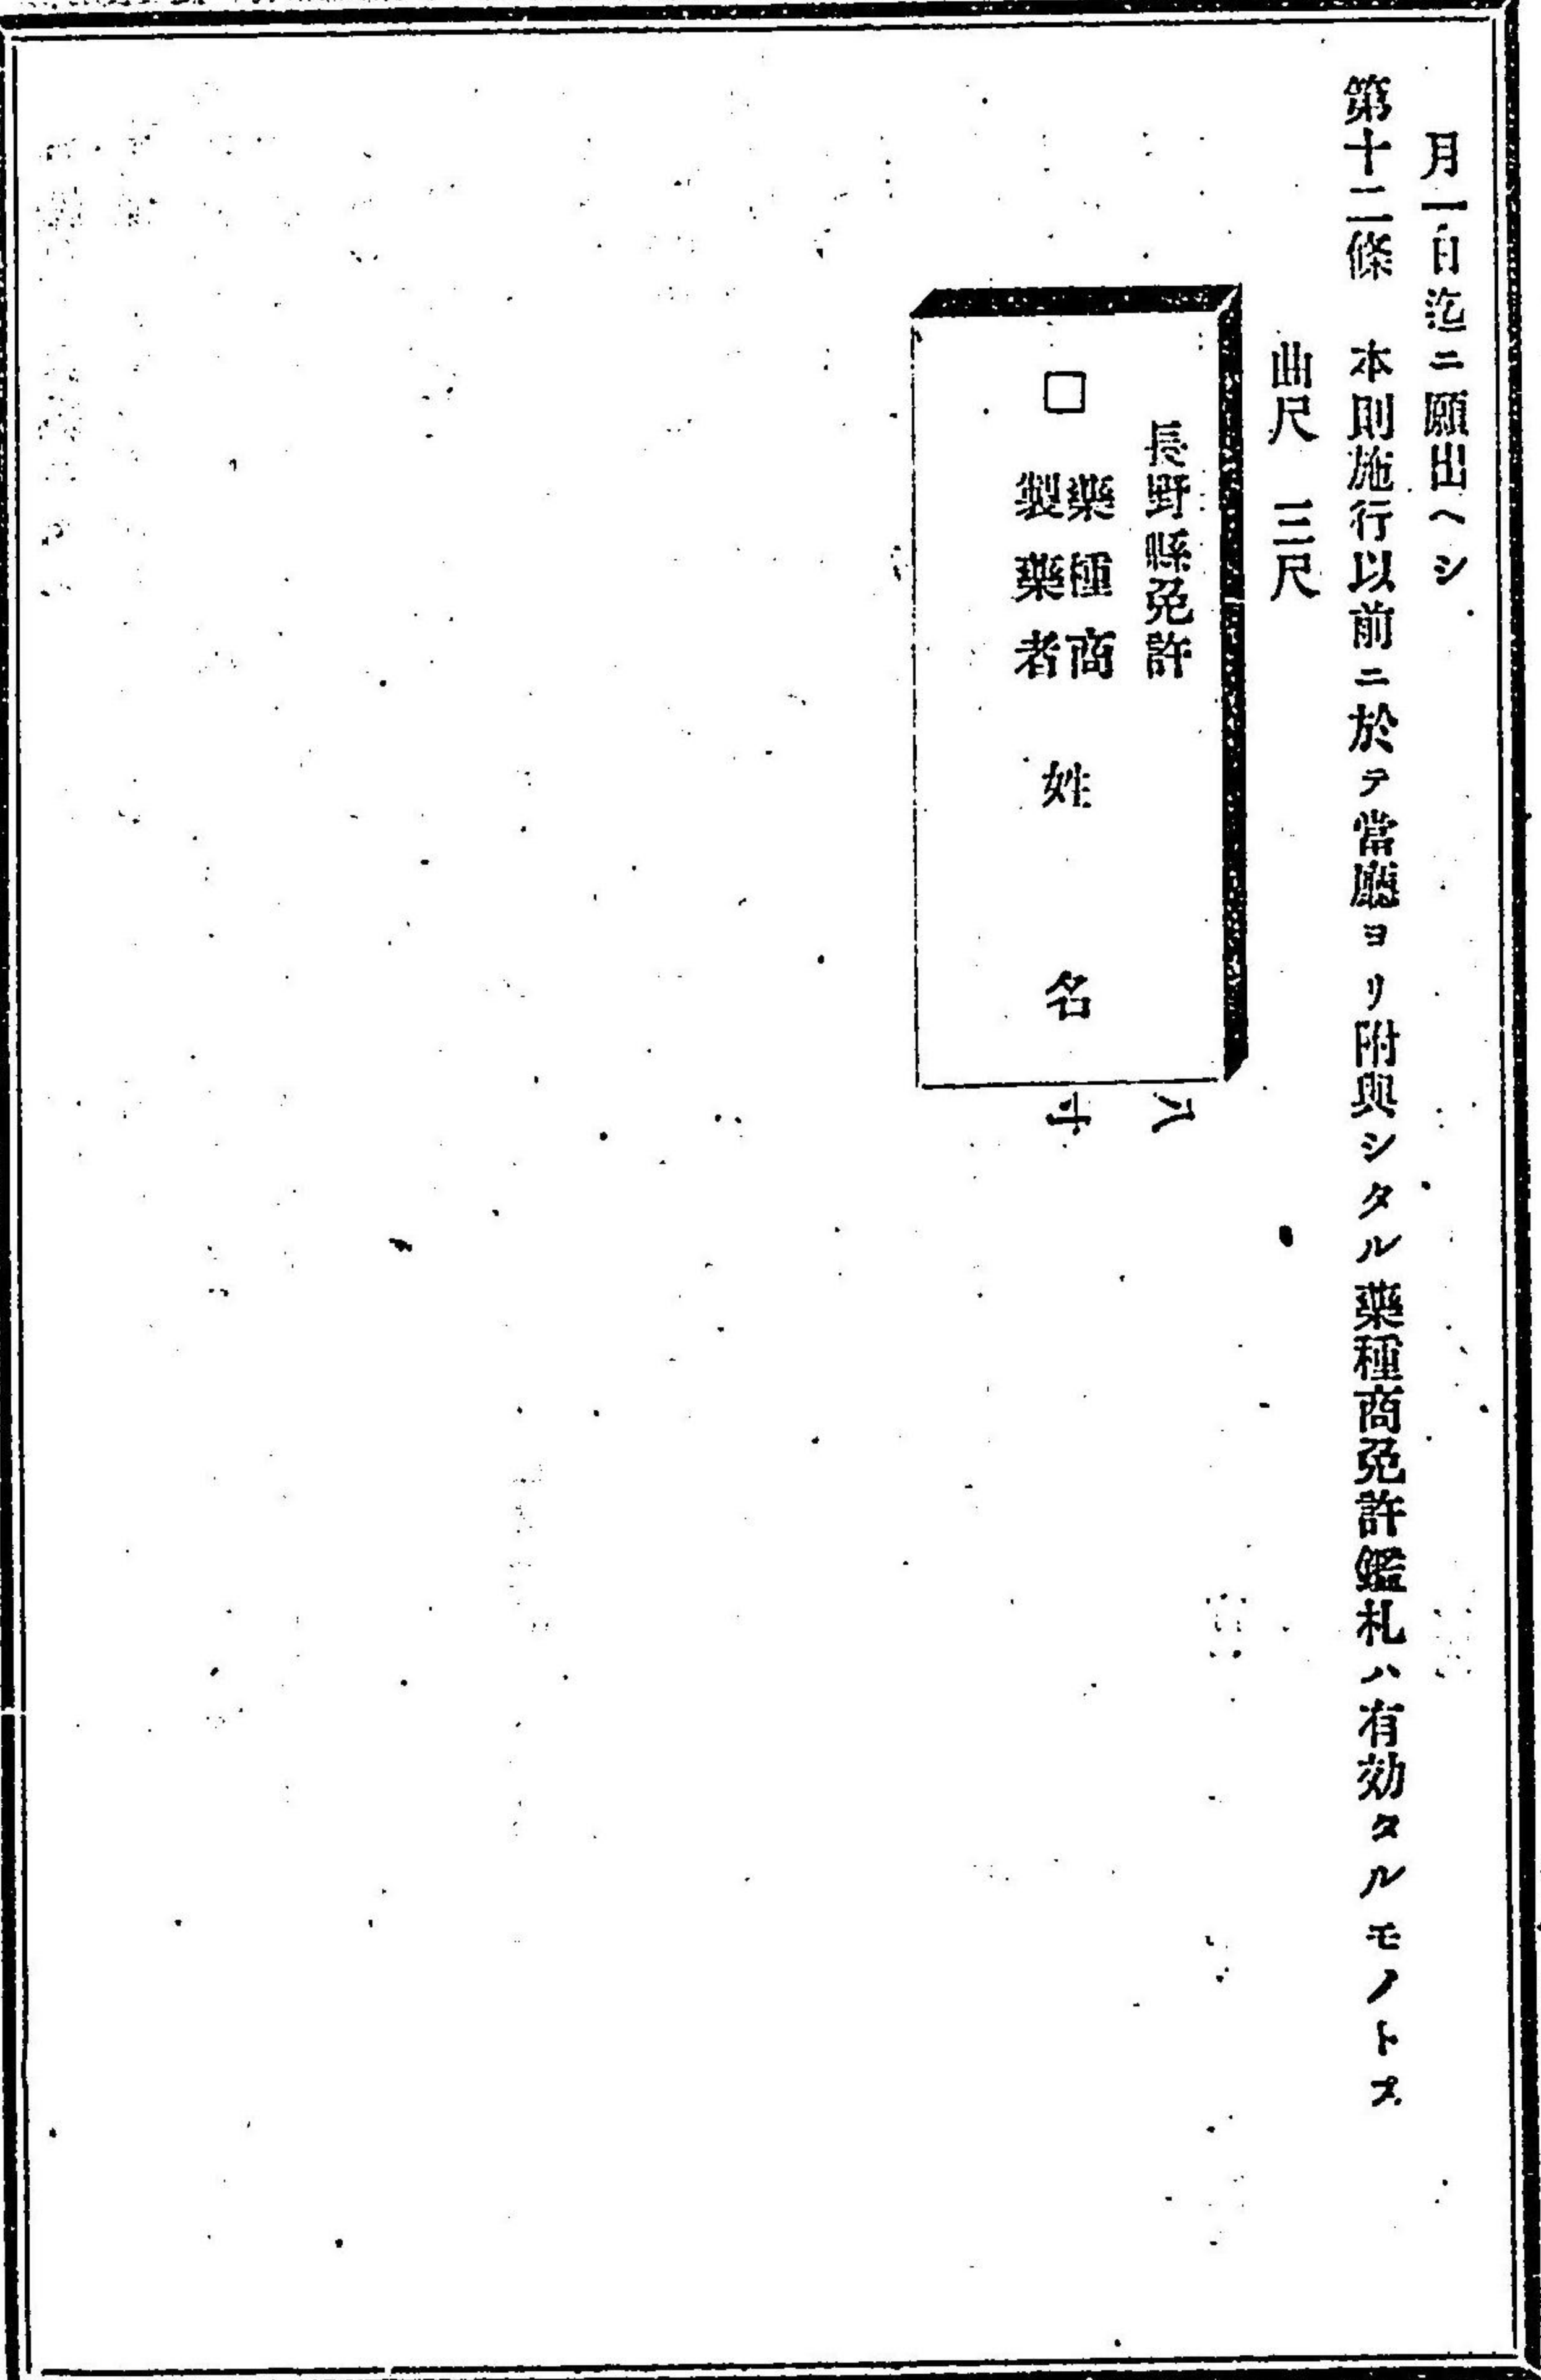 月一日迄ニ願出ヘシ
第十二條　本則施行以前ニ於テ當廳ヨリ附與シタル藥種商免許鑑札ハ有効タルモノトス
曲尺　三尺
長野縣免許
□　藥種商
製藥者
姓名
八寸